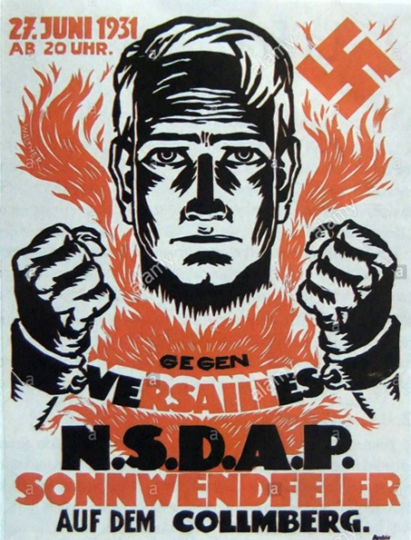 27. JUNI 1931
AB 20 UHR.
GEGEN
VERSAILLES
N.S.D.A.P.
SONNWENDFEIER
AUF DEM COLLMBERG.